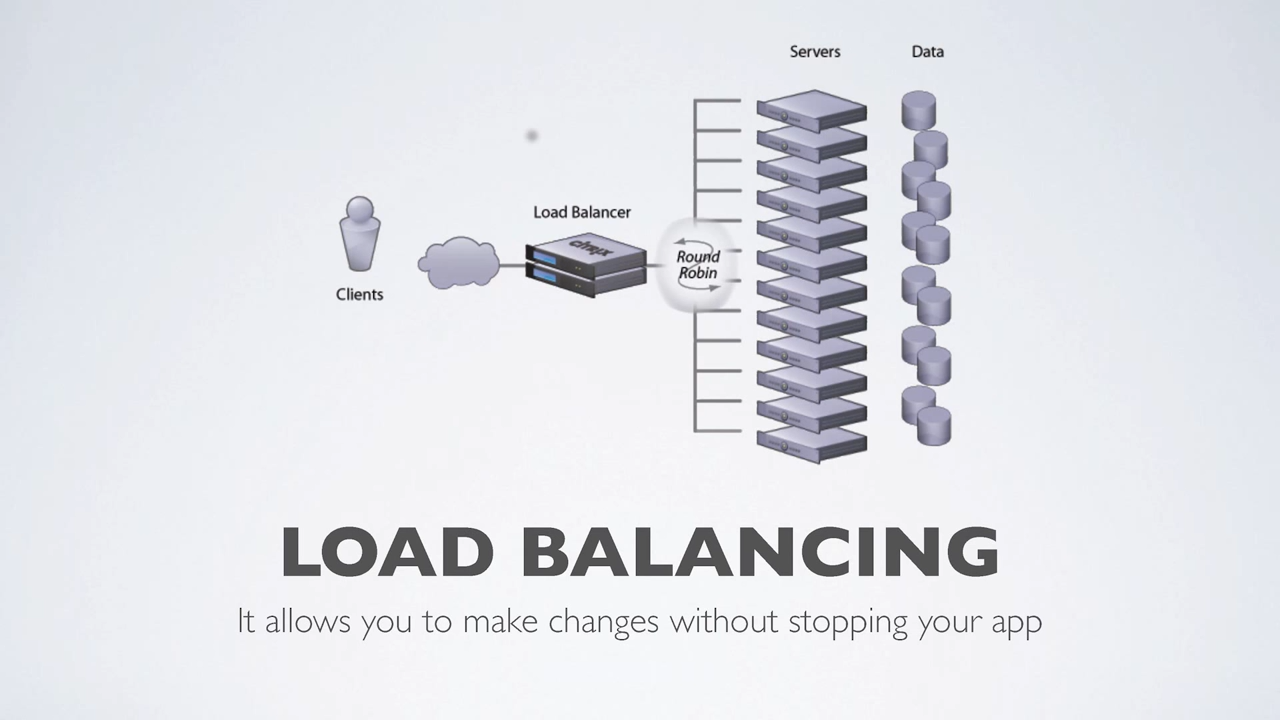 Servers Data
Load Balancer
Round
Robin
Clients
LOAD BALANCING
It allows you to make changes without stopping your app